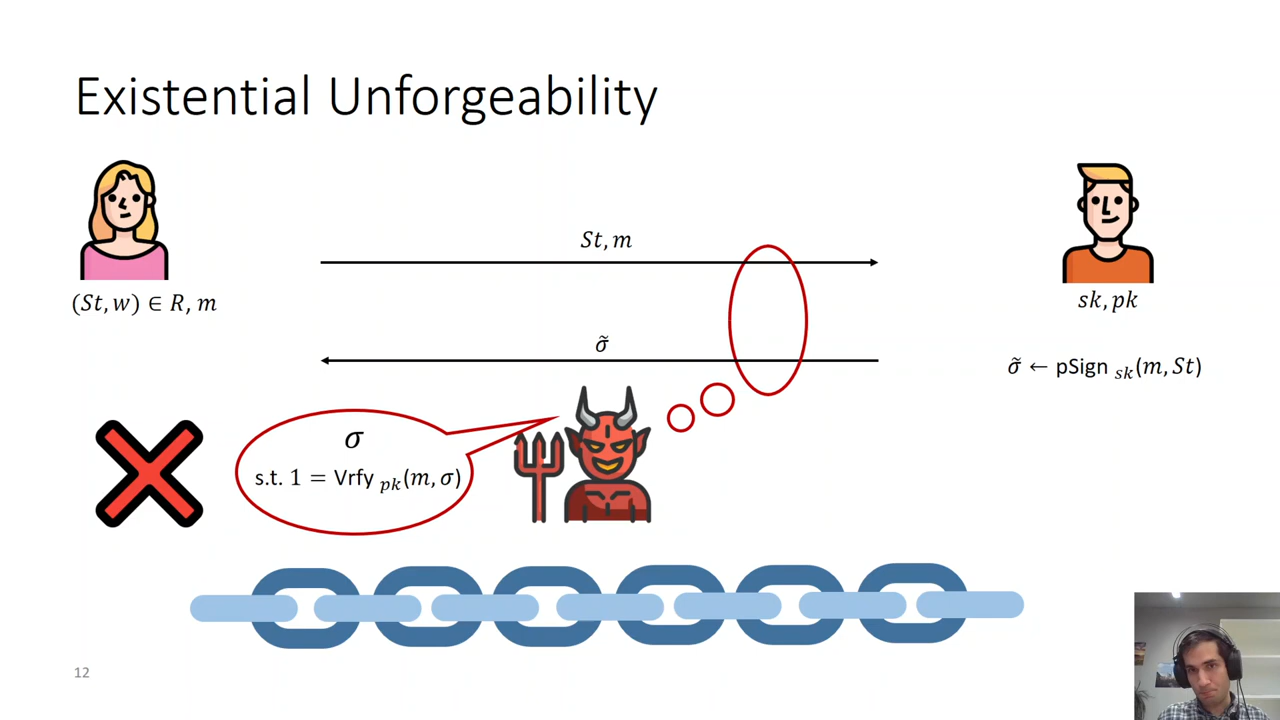 Existential Unforgeability
St, m
(St, w) ∈ R, m
sk, pk
σ̃
σ̃ ← pSign sk(m, St)
σ
s.t. 1 = Vrfy pk(m, σ)
12